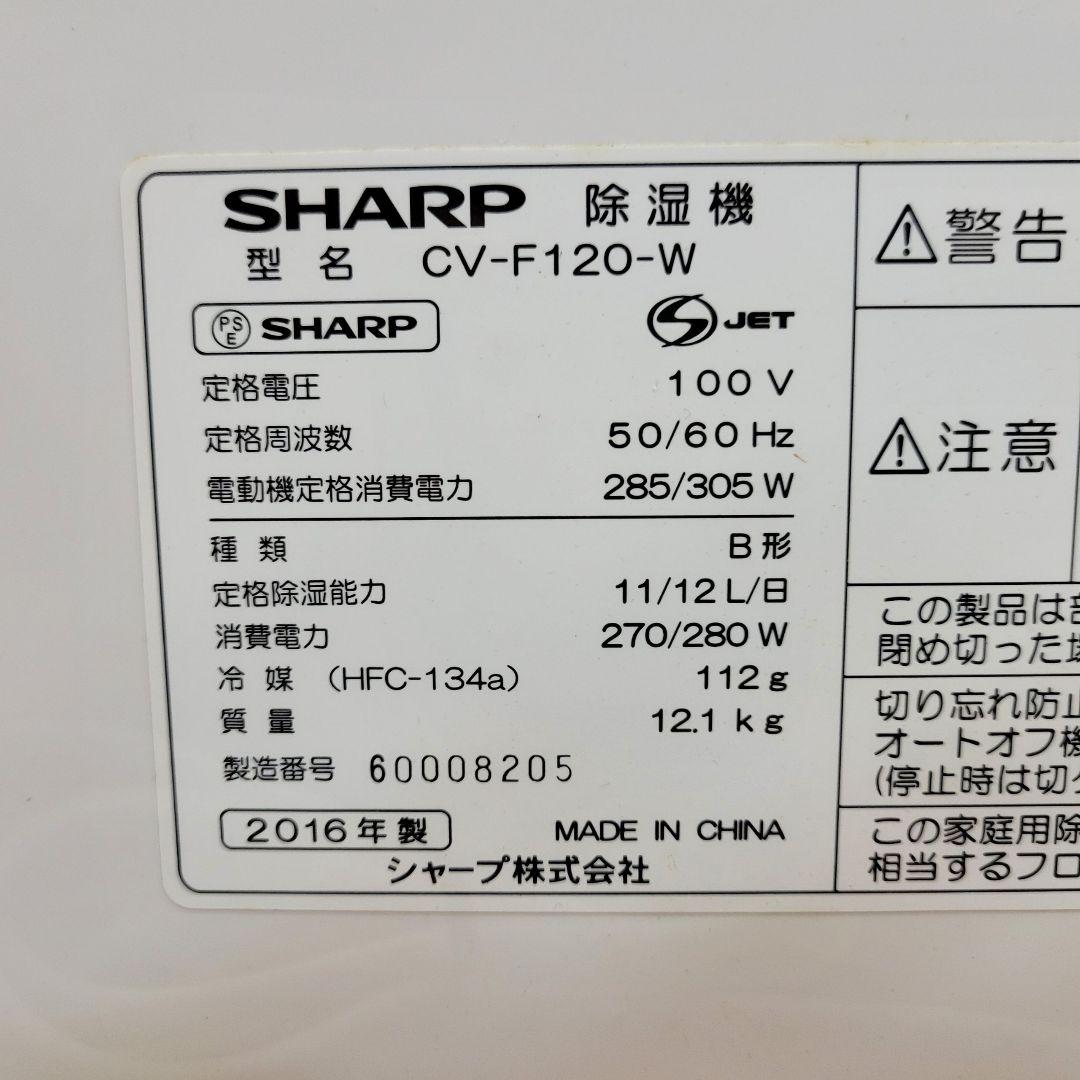 SHARP 除湿機
型名 CV-F120-W
PSE SHARP
S JET
定格電圧 100 V
定格周波数 50/60 Hz
電動機定格消費電力 285/305 W
種類 B形
定格除湿能力 11/12 L/日
消費電力 270/280 W
冷媒 (HFC-134a) 112 g
質量 12.1 kg
製造番号 60008205
2016年製 MADE IN CHINA
シャープ株式会社
⚠警告
⚠注意
この製品は
閉め切った
切り忘れ防止
オートオフ機
(停止時は切
この家庭用除
相当するフロ